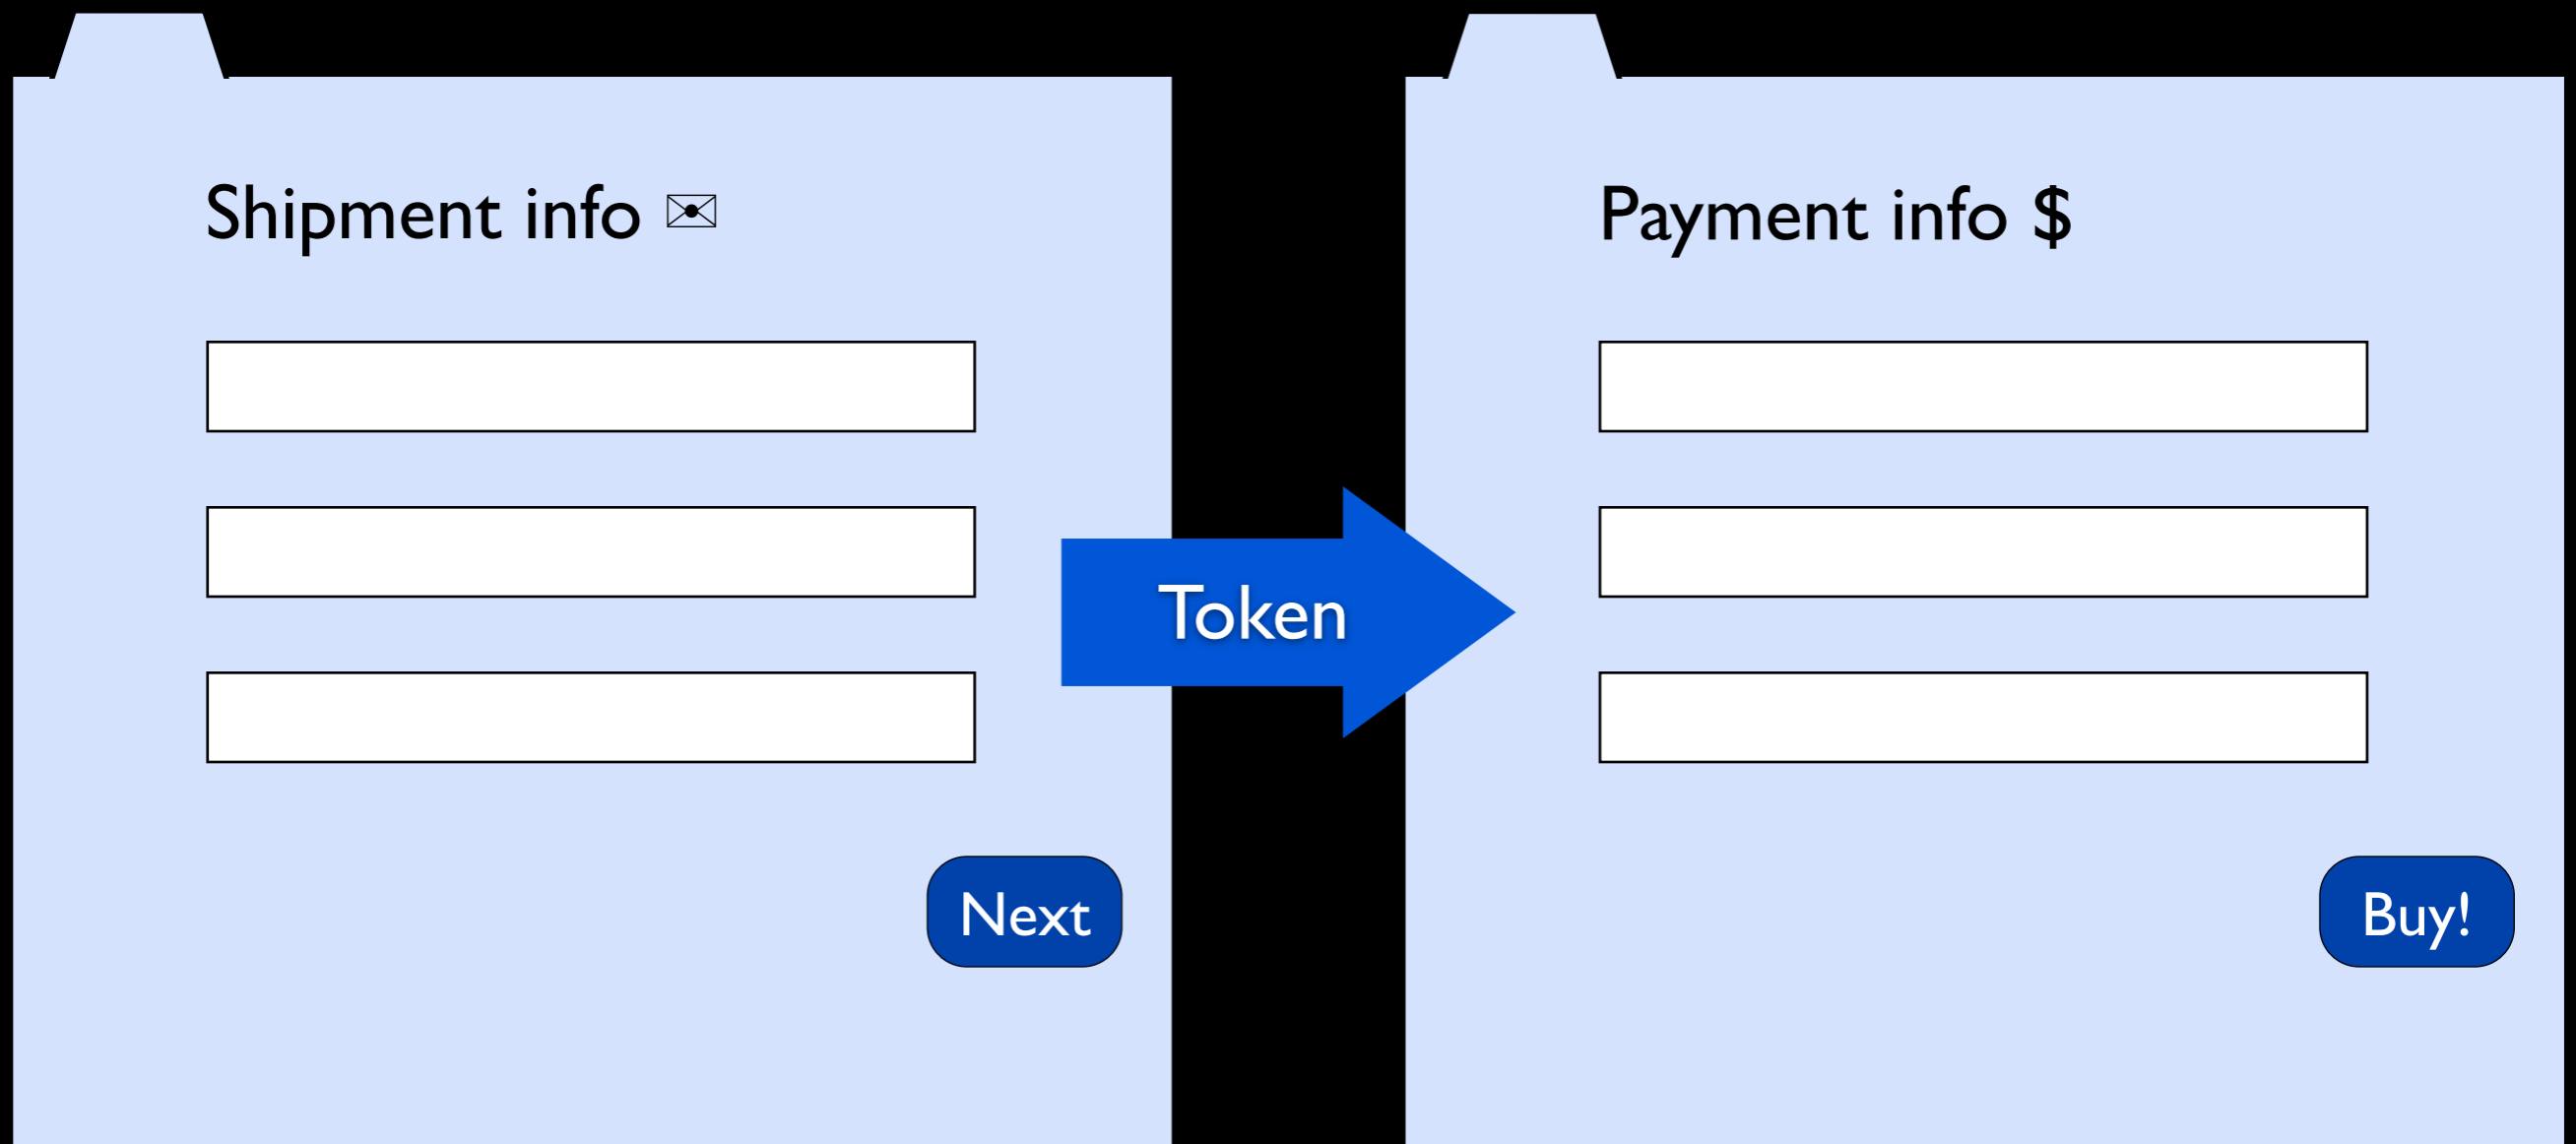 Shipment info ✉
Payment info $
Token
Next
Buy!